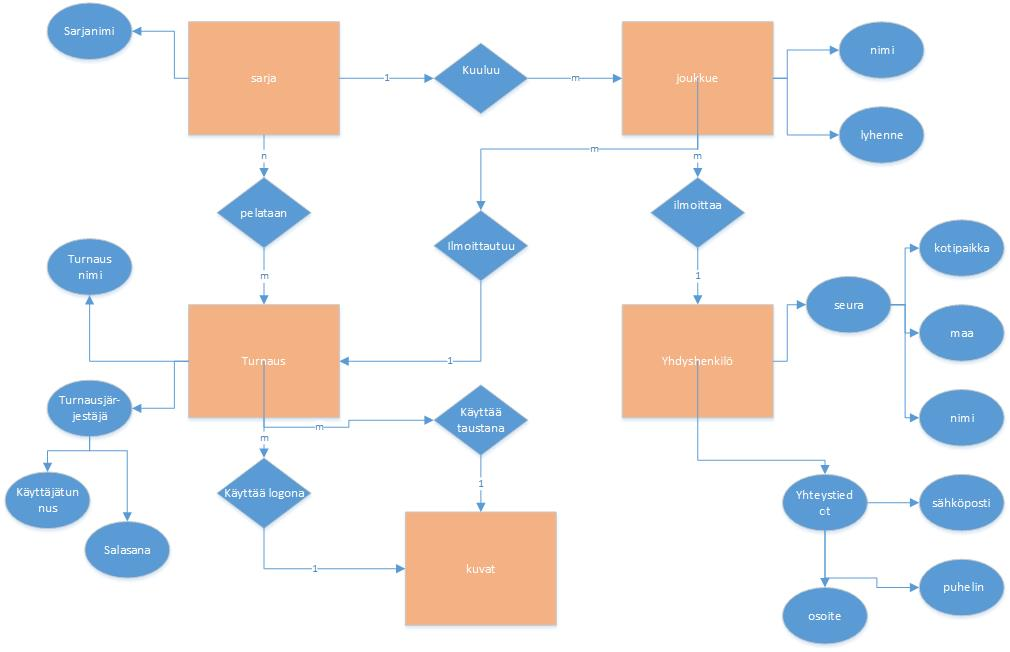 Sarjanimi
sarja
1
Kuuluu
m
joukkue
nimi
lyhenne
n
m
m
pelataan
Ilmoittautuu
ilmoittaa
Turnaus
nimi
m
1
kotipaikka
seura
maa
Turnaus
1
Yhdyshenkilö
nimi
Turnausjär-
jestäjä
m
m
Käyttää
taustana
Käyttäjätun
nus
Salasana
Käyttää logona
1
Yhteystied
ot
sähköposti
1
kuvat
puhelin
osoite